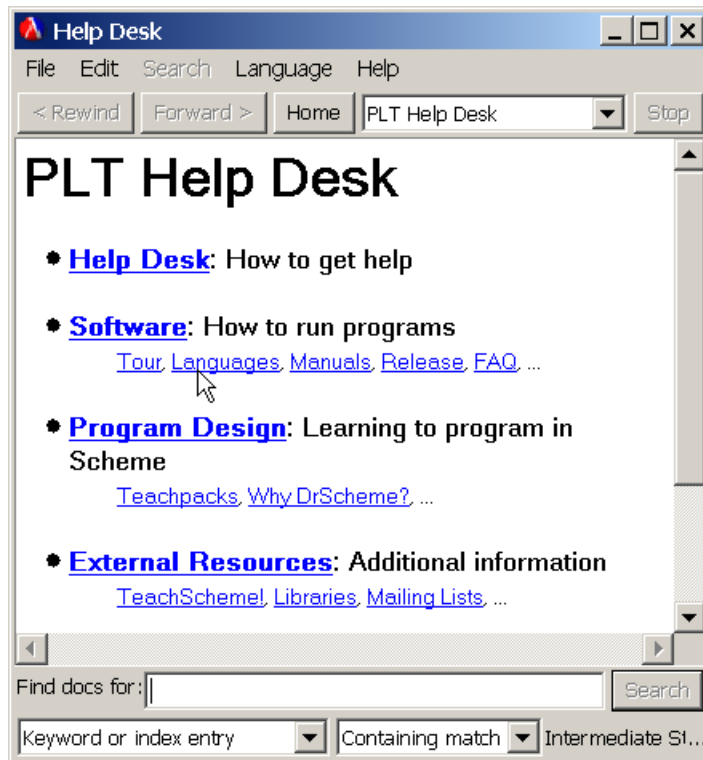 Help Desk
File Edit Search Language Help
< Rewind Forward > Home PLT Help Desk Stop
PLT Help Desk
Help Desk: How to get help
Software: How to run programs
Tour, Languages, Manuals, Release, FAQ, ...
Program Design: Learning to program in
Scheme
Teachpacks, Why DrScheme?, ...
External Resources: Additional information
TeachScheme!, Libraries, Mailing Lists, ...
Find docs for: Search
Keyword or index entry Containing match Intermediate St...